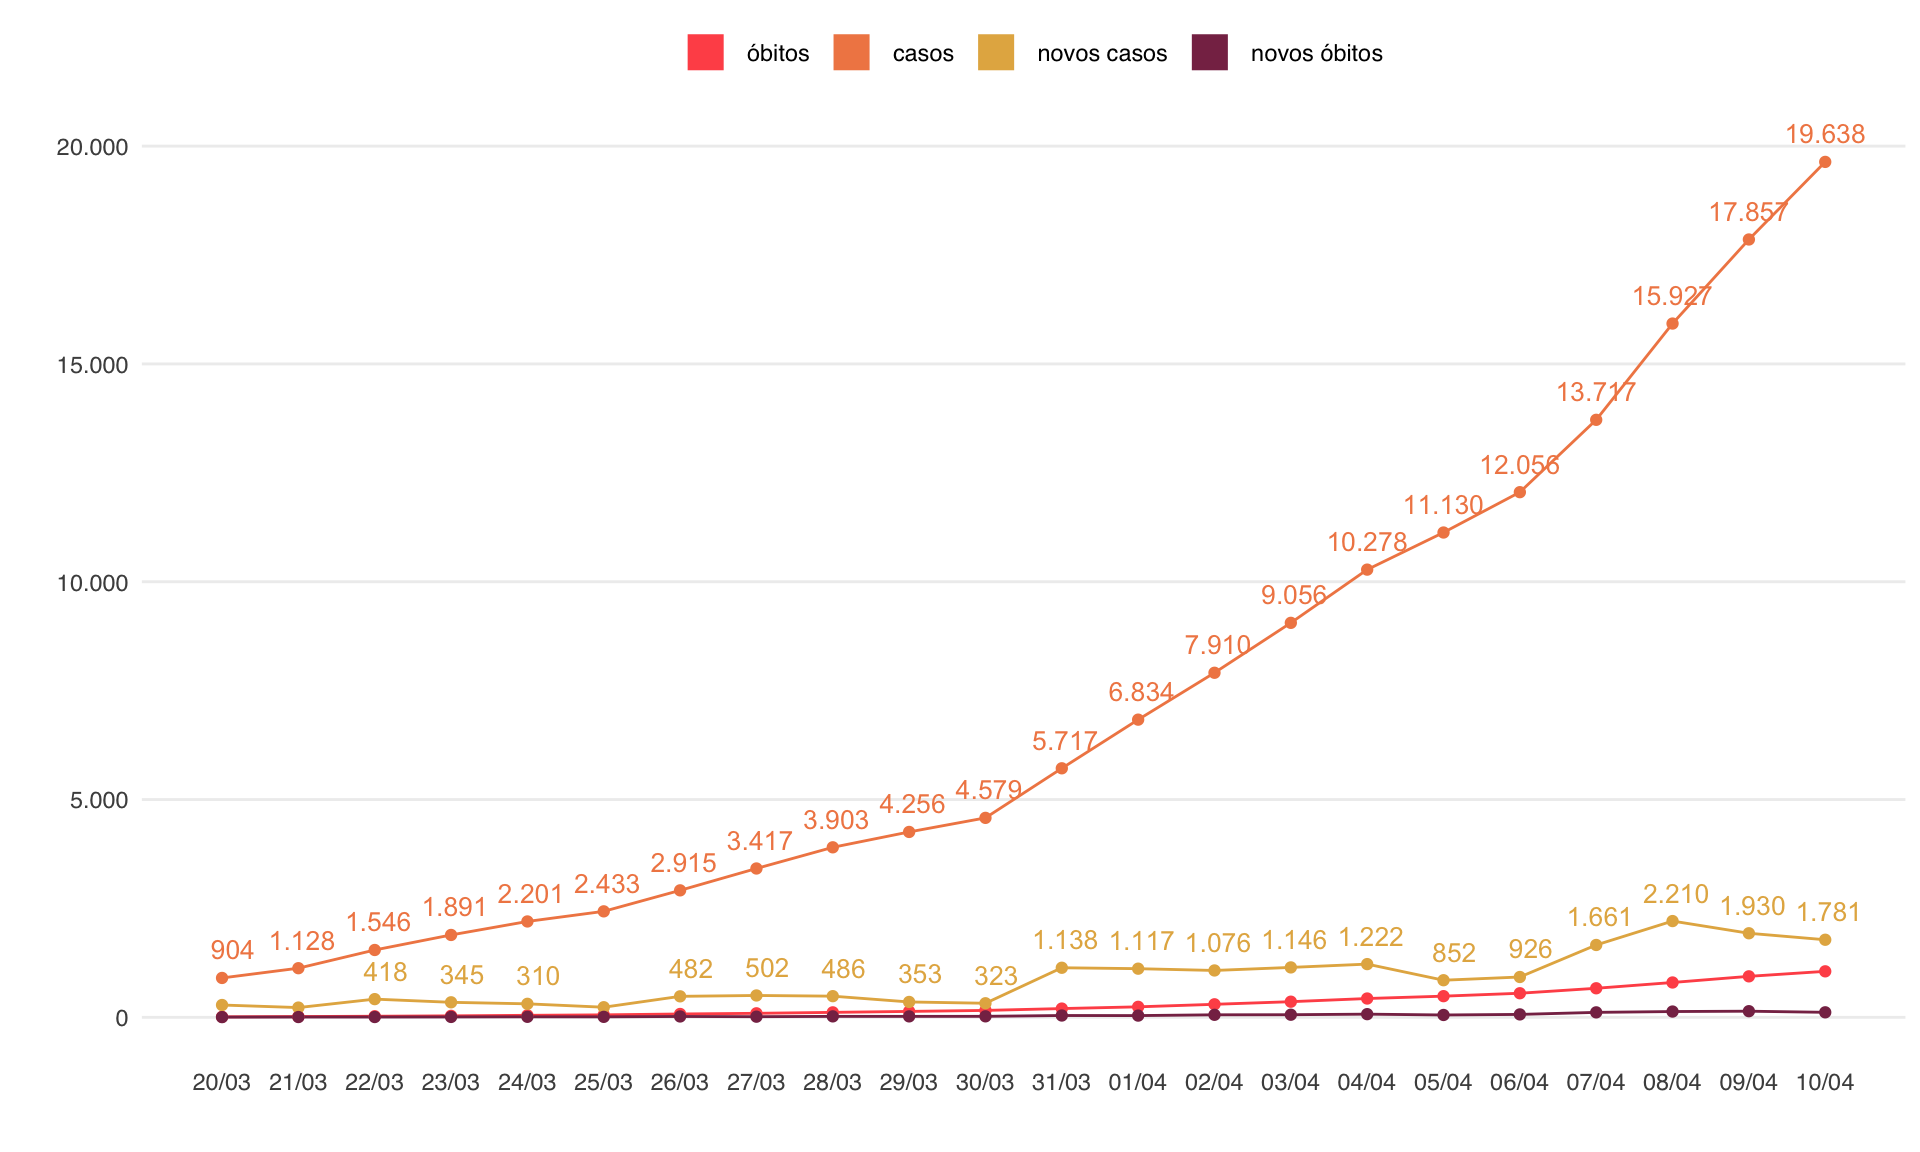 óbitos casos novos casos novos óbitos
20.000
15.000
10.000
5.000
0
904 1.128 1.546 1.891 2.201 2.433 2.915 3.417 3.903 4.256 4.579 5.717 6.834 7.910 9.056 10.278 11.130 12.056 13.717 15.927 17.857 19.638
418 345 310 482 502 486 353 323 1.138 1.117 1.076 1.146 1.222 852 926 1.661 2.210 1.930 1.781
20/03 21/03 22/03 23/03 24/03 25/03 26/03 27/03 28/03 29/03 30/03 31/03 01/04 02/04 03/04 04/04 05/04 06/04 07/04 08/04 09/04 10/04